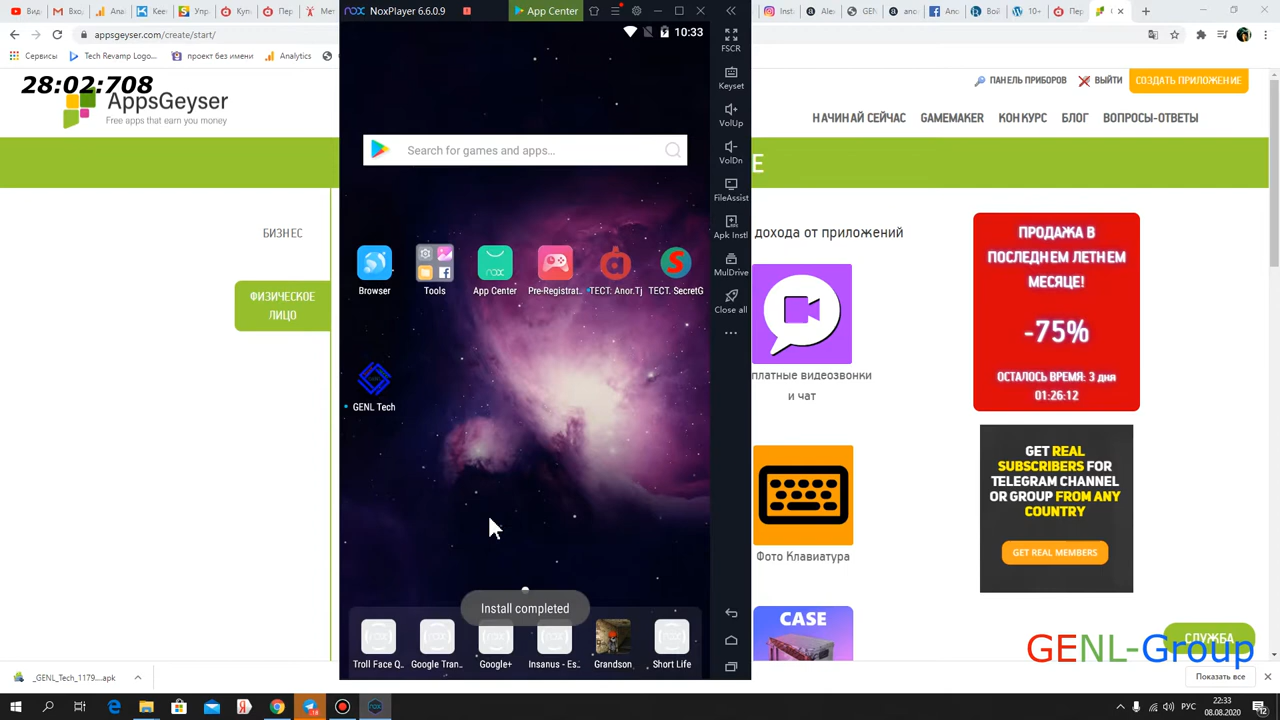 NoxPlayer 6.6.0.9
App Center
appsgeyser.com/create/start/
Сервисы
Tech Revamp Logo...
проект без имени
Analytics
28:02:708
AppsGeyser
Free apps that earn you money
БИЗНЕС
ФИЗИЧЕСКОЕ
ЛИЦО
10:33
Search for games and apps...
Browser
Tools
App Center
Pre-Registrat..
ТЕСТ: Anor.Tj
ТЕСТ. SecretG
GENL Tech
Install completed
Troll Face Q..
Google Tran..
Google+
Insanus - Es..
Grandson
Short Life
FSCR
Keyset
VolUp
VolDn
FileAssist
Apk Instl
MulDrive
Close all
ПАНЕЛЬ ПРИБОРОВ
ВЫЙТИ
СОЗДАТЬ ПРИЛОЖЕНИЕ
НАЧИНАЙ СЕЙЧАС
GAMEMAKER
КОНКУРС
БЛОГ
ВОПРОСЫ-ОТВЕТЫ
Е
дохода от приложений
платные видеозвонки
и чат
Фото Клавиатура
CASE
ПРОДАЖА В
ПОСЛЕДНЕМ ЛЕТНЕМ
МЕСЯЦЕ!
-75%
ОСТАЛОСЬ ВРЕМЯ: 3 дня
01:26:12
GET REAL
SUBSCRIBERS FOR
TELEGRAM CHANNEL
OR GROUP FROM ANY
COUNTRY
GET REAL MEMBERS
СЛУЖБА
GENL-Group
_GENL_Tech_1179....apk
Показать все
РУС
22:33
08.08.2020